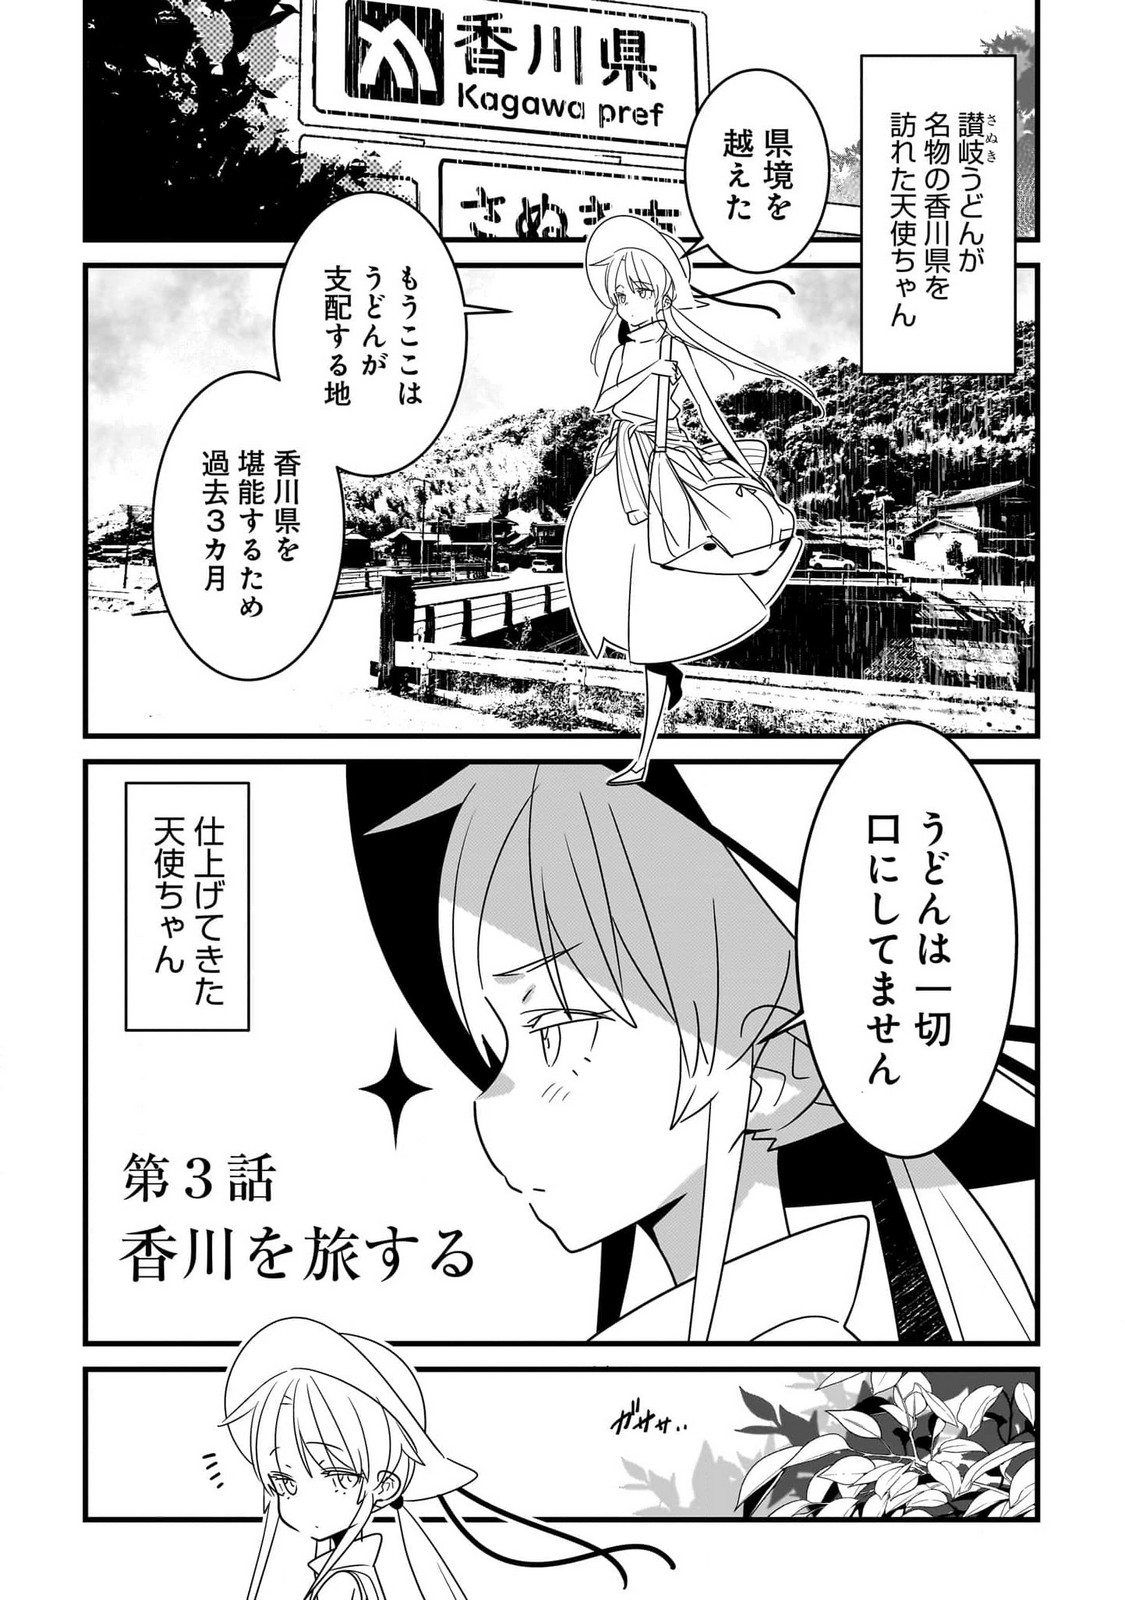 香川県
Kagawa pref
讃岐うどんが
さぬき
名物の香川県を
訪れた天使ちゃん
県境を
越えた
もうここは
うどんが
支配する地
香川県を
堪能するため
過去3カ月
うどんは一切
口にしてません
仕上げてきた
天使ちゃん
第3話
香川を旅する
ガササ‥